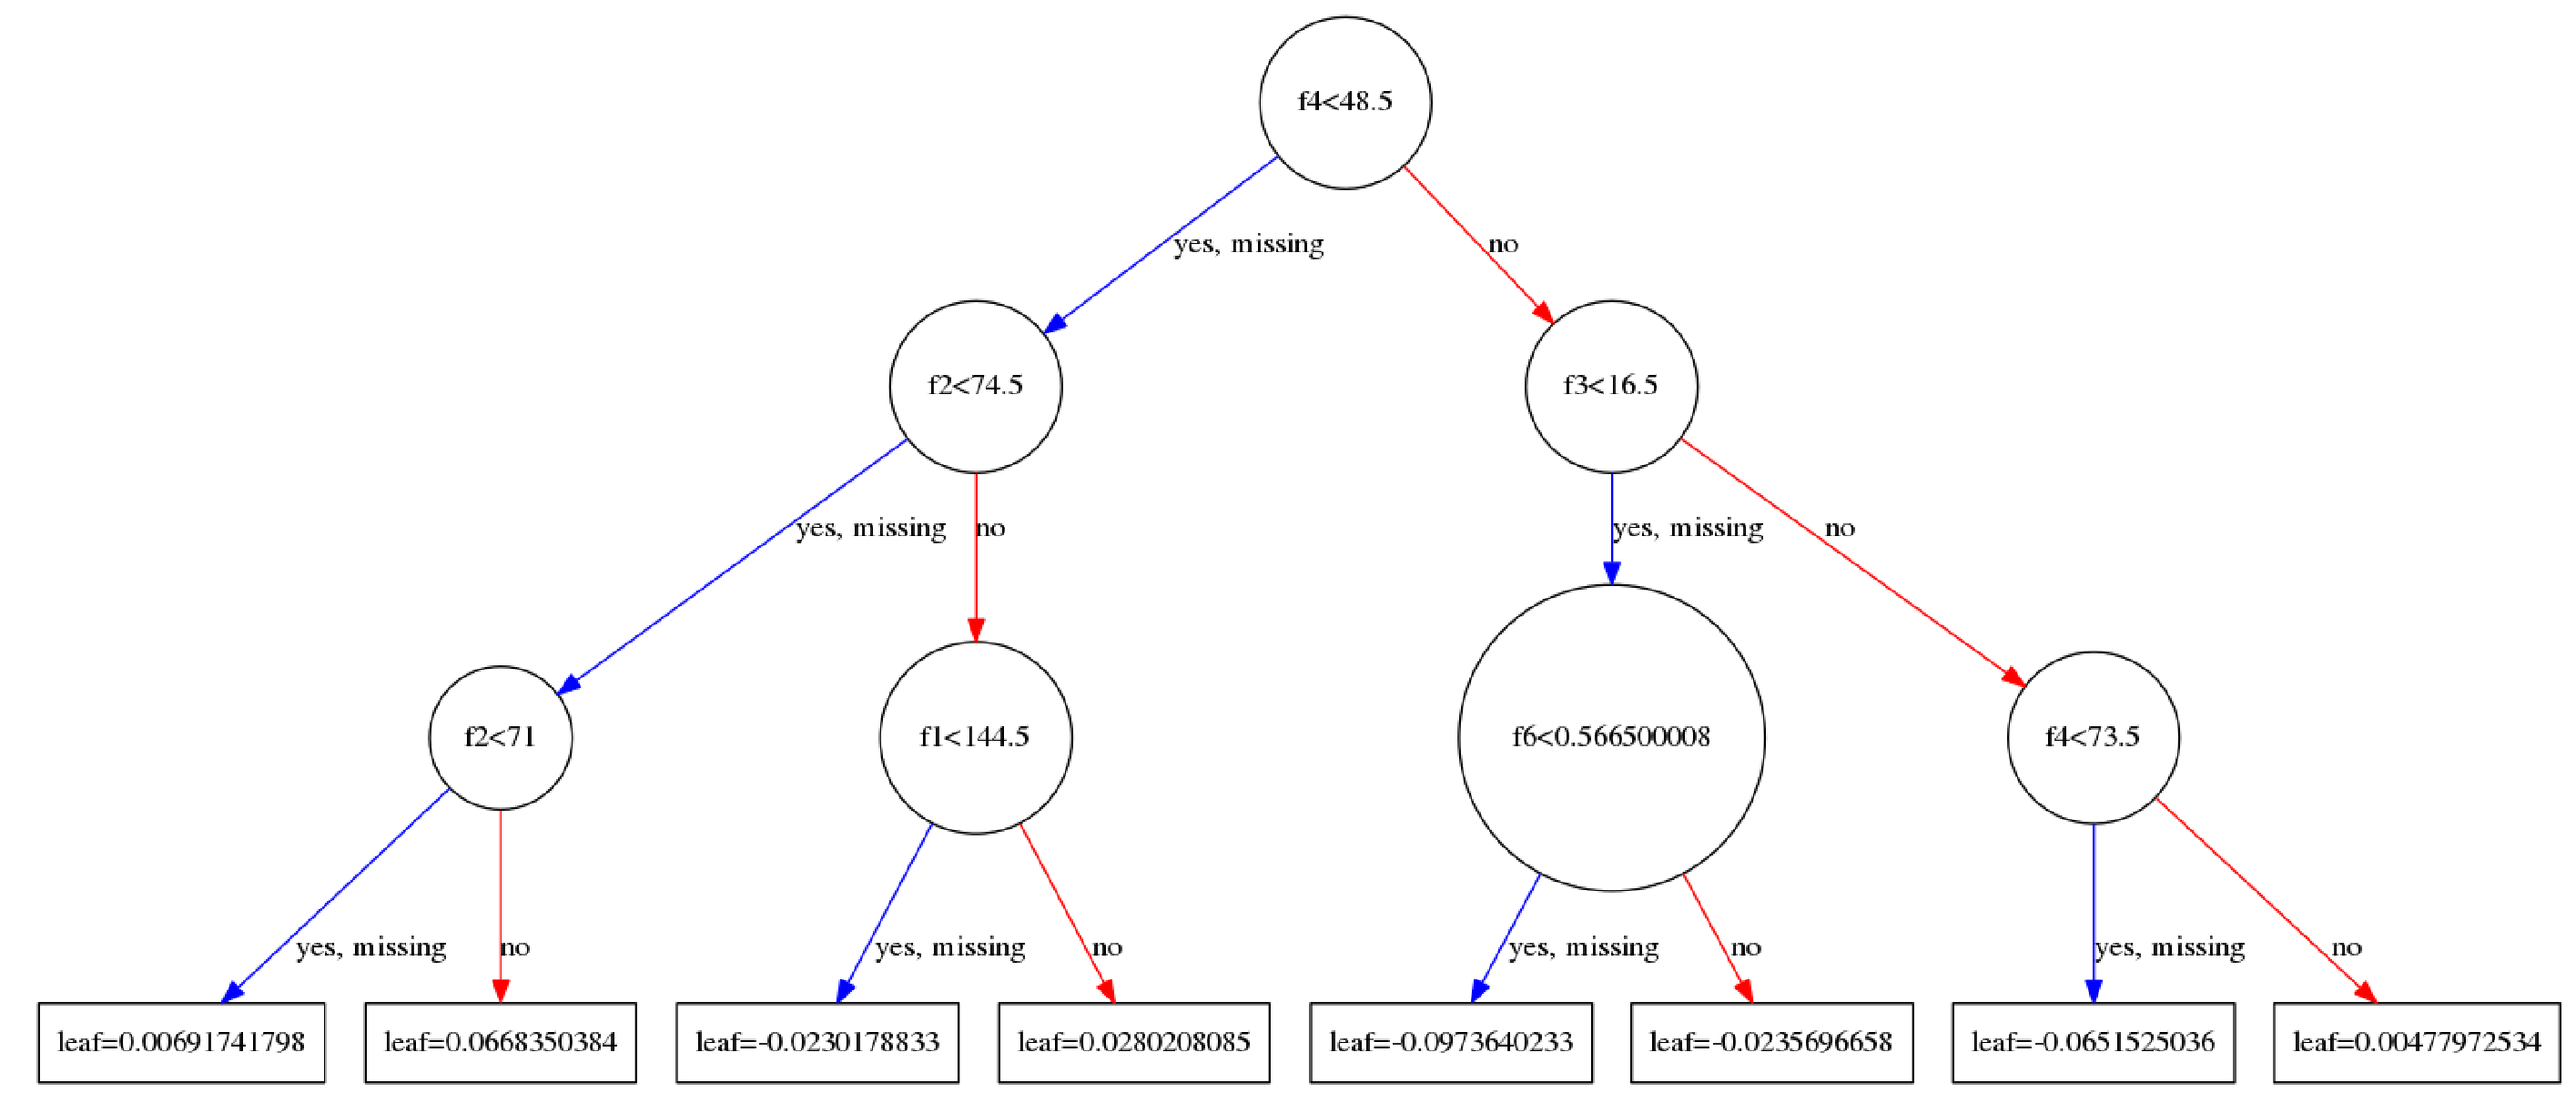 f4<48.5
yes, missing
no
f2<74.5
f3<16.5
yes, missing
no
yes, missing
no
f2<71
f1<144.5
f6<0.566500008
f4<73.5
yes, missing
no
yes, missing
no
yes, missing
no
yes, missing
no
leaf=0.00691741798
leaf=0.0668350384
leaf=-0.0230178833
leaf=0.0280208085
leaf=-0.0973640233
leaf=-0.0235696658
leaf=-0.0651525036
leaf=0.00477972534